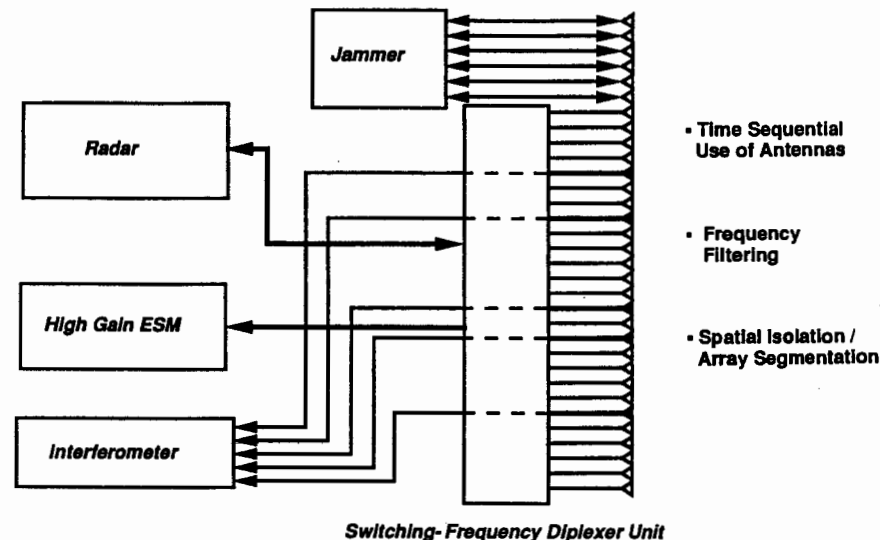 Jammer
Radar
▪ Time Sequential
Use of Antennas
▪ Frequency
Filtering
High Gain ESM
▪ Spatial Isolation /
Array Segmentation
Interferometer
Switching- Frequency Diplexer Unit